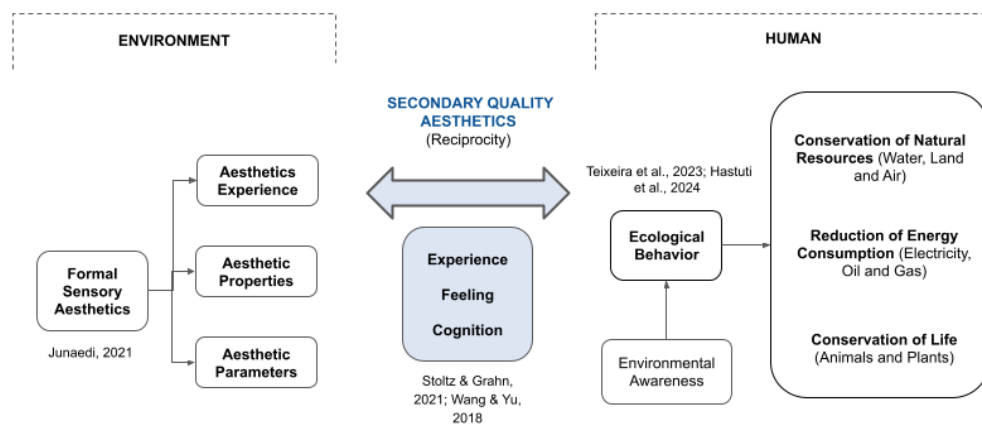 ENVIRONMENT
HUMAN
SECONDARY QUALITY
AESTHETICS
(Reciprocity)
Formal
Sensory
Aesthetics
Junaedi, 2021
Aesthetics
Experience
Aesthetic
Properties
Aesthetic
Parameters
Experience
Feeling
Cognition
Stoltz & Grahn,
2021; Wang & Yu,
2018
Teixeira et al., 2023; Hastuti
et al., 2024
Ecological
Behavior
Environmental
Awareness
Conservation of Natural
Resources (Water, Land
and Air)
Reduction of Energy
Consumption (Electricity,
Oil and Gas)
Conservation of Life
(Animals and Plants)